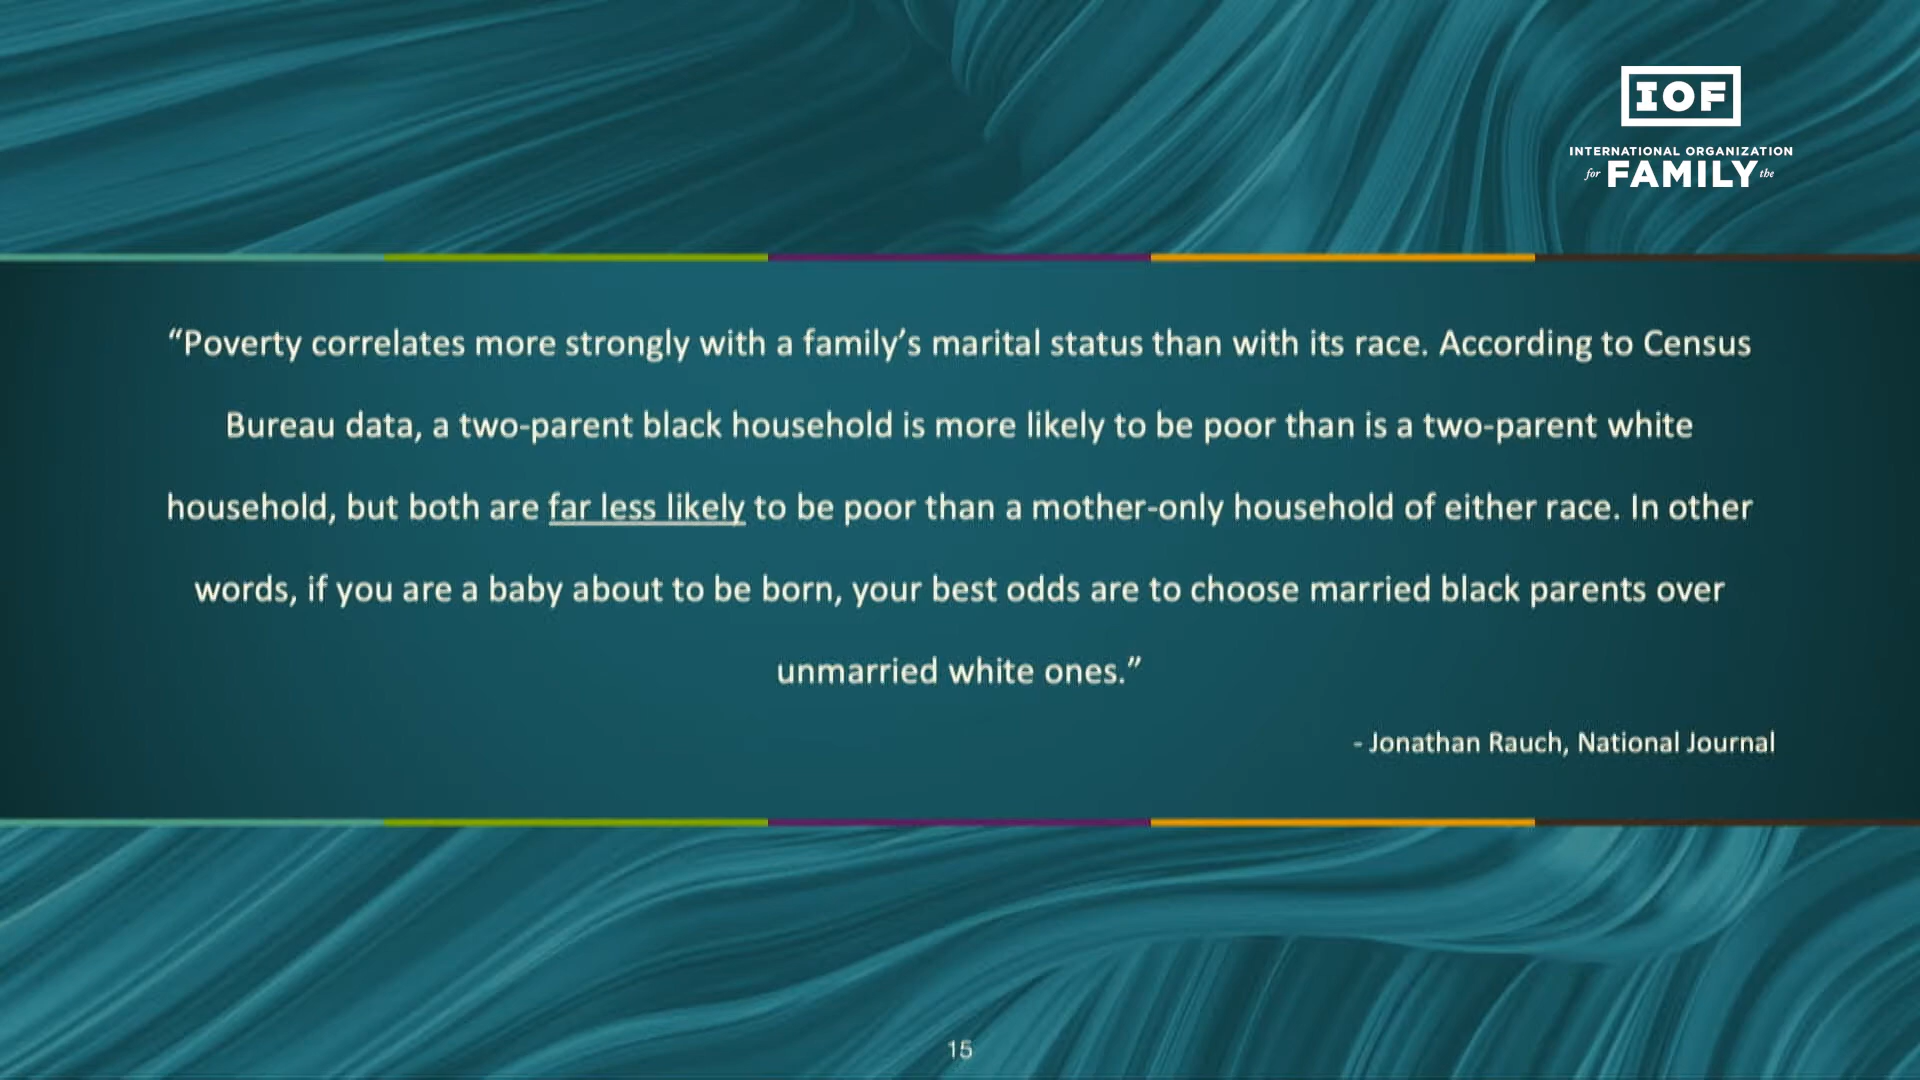 IOF
INTERNATIONAL ORGANIZATION
for FAMILY the
“Poverty correlates more strongly with a family’s marital status than with its race. According to Census
Bureau data, a two-parent black household is more likely to be poor than is a two-parent white
household, but both are far less likely to be poor than a mother-only household of either race. In other
words, if you are a baby about to be born, your best odds are to choose married black parents over
unmarried white ones.”
- Jonathan Rauch, National Journal
15